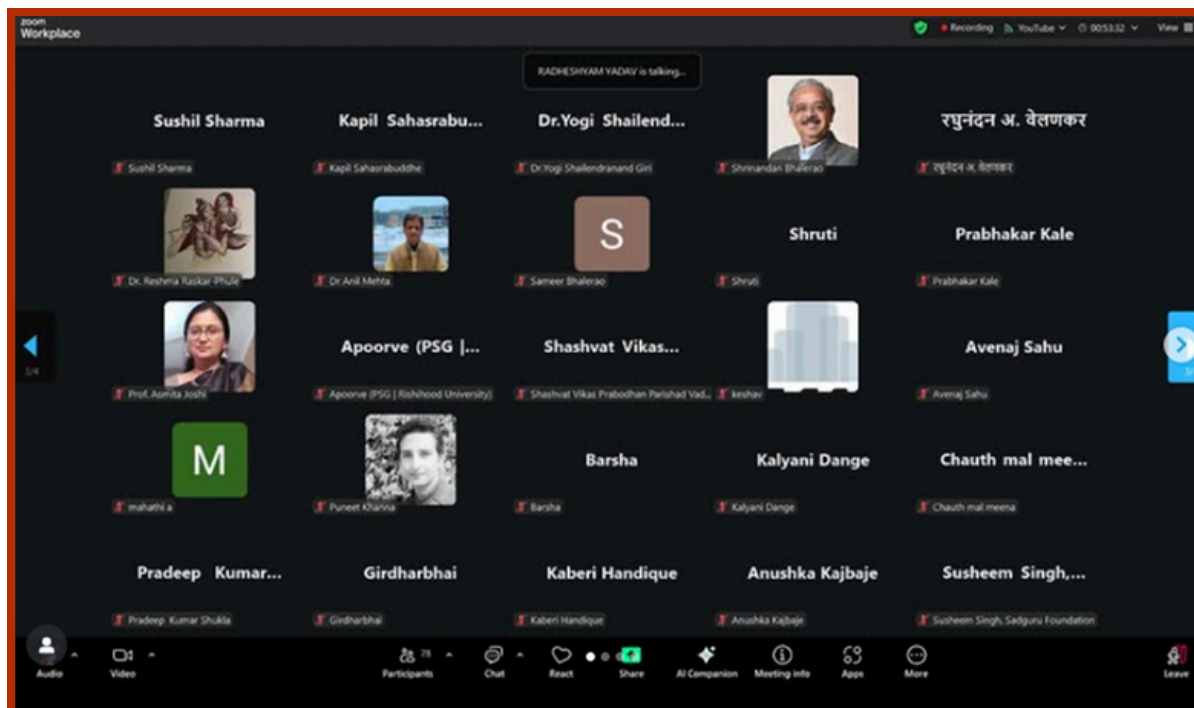 zoom
Workplace
Recording YouTube 00:53:32 View
RADHESHYAM YADAV is talking...
Sushil Sharma Kapil Sahasrabu... Dr.Yogi Shailend... रघुनंदन अ. वेलणकर
Sushil Sharma Kapil Sahasrabuddhe Dr.Yogi Shailendranand Giri Shrinandan Bhalerao रघुनंदन अ. वेलणकर
S Shruti Prabhakar Kale
Dr. Reshma Raskar-Phule Dr Anil Mehta Sameer Bhalerao Shruti Prabhakar Kale
Apoorve (PSG |... Shashvat Vikas... Avenaj Sahu
3/4
Prof. Asmita Joshi Apoorve (PSG | Rishihood University) Shashvat Vikas Prabodhan Parishad Vad... keshav Avenaj Sahu
M Barsha Kalyani Dange Chauth mal mee...
mahathi a Puneet Khanna Barsha Kalyani Dange Chauth mal meena
Pradeep Kumar... Girdharbhai Kaberi Handique Anushka Kajbaje Susheem Singh,...
Pradeep Kumar Shukla Girdharbhai Kaberi Handique Anushka Kajbaje Susheem Singh, Sadguru Foundation
78
Audio Video Participants Chat React Share AI Companion Meeting info Apps More Leave